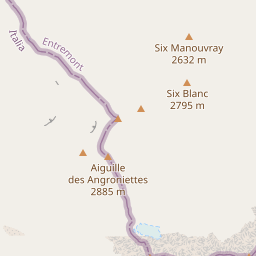 Six Manouvray
2632 m
Entremont
Italia
Six Blanc
2795 m
Aiguille
des Angroniettes
2885 m